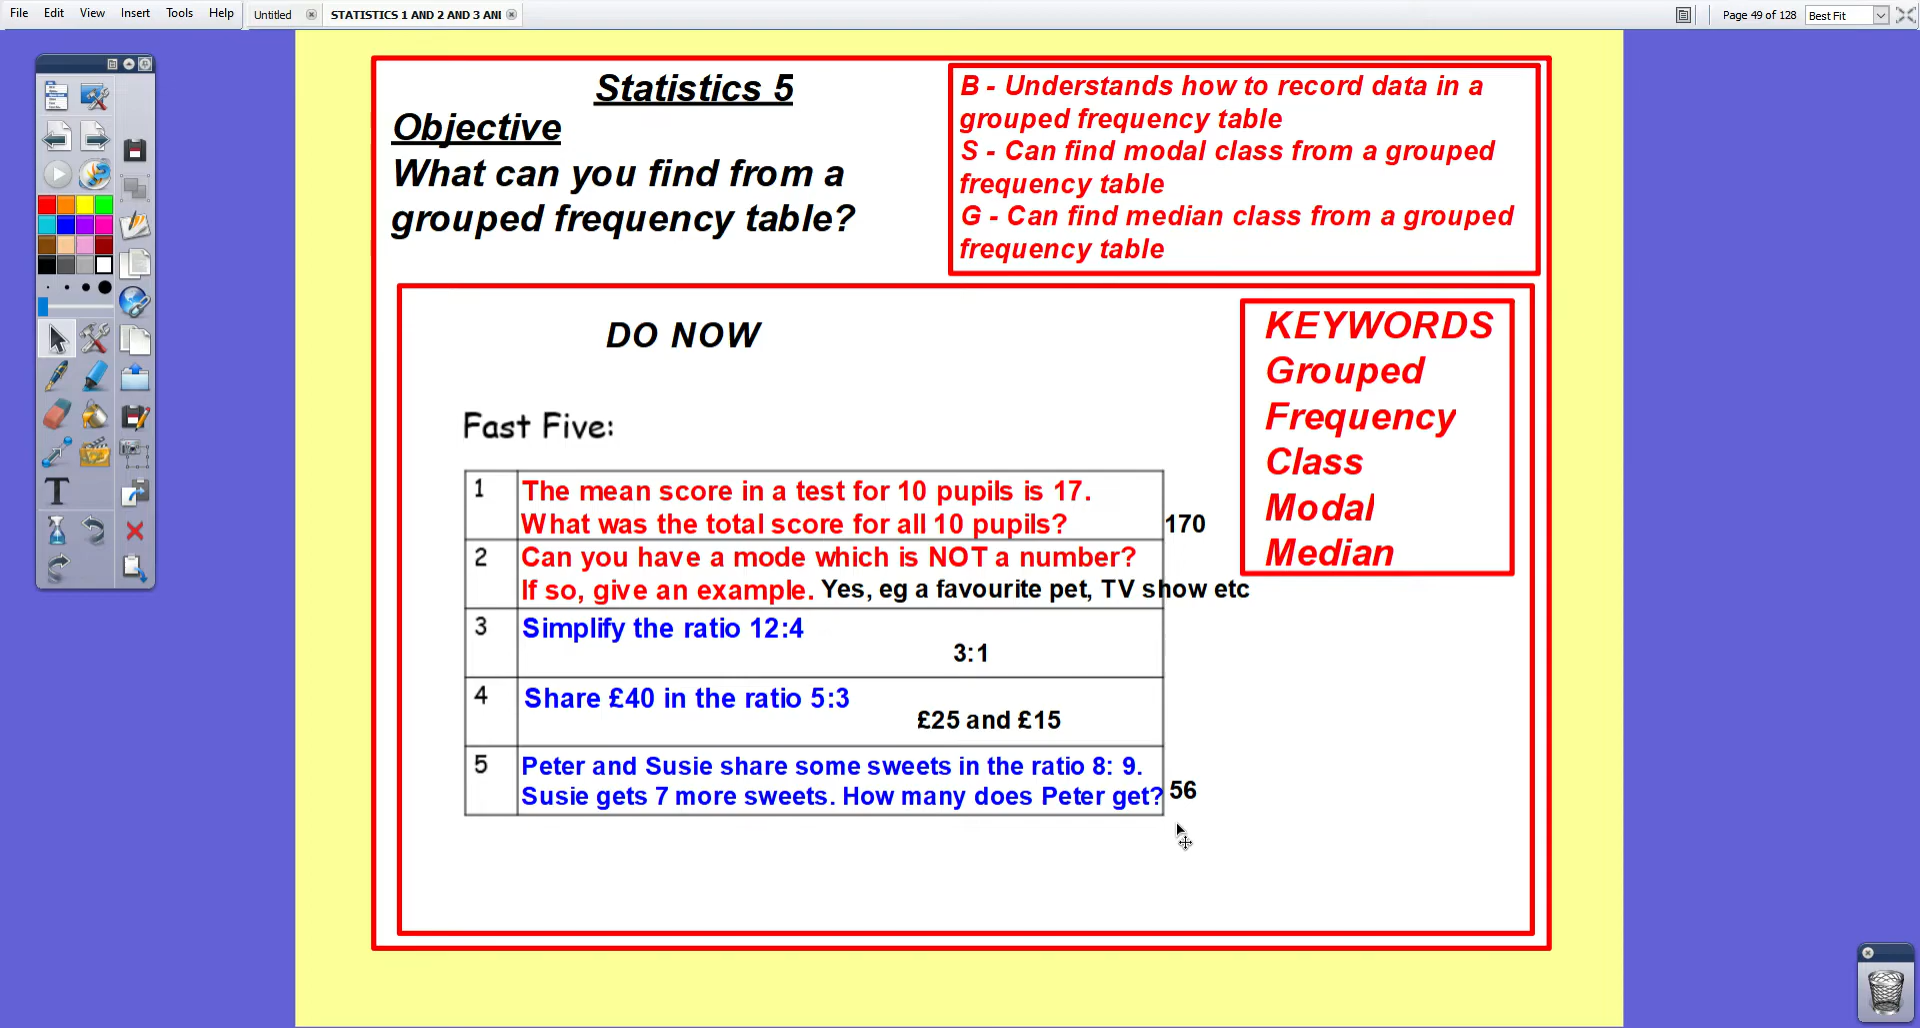 File Edit View Insert Tools Help
Untitled
STATISTICS 1 AND 2 AND 3 ANI
Page 49 of 128
Best Fit
Statistics 5
Objective
What can you find from a
grouped frequency table?
B - Understands how to record data in a
grouped frequency table
S - Can find modal class from a grouped
frequency table
G - Can find median class from a grouped
frequency table
DO NOW
KEYWORDS
Grouped
Frequency
Class
Modal
Median
Fast Five:
1 The mean score in a test for 10 pupils is 17.
What was the total score for all 10 pupils? 170
2 Can you have a mode which is NOT a number?
If so, give an example. Yes, eg a favourite pet, TV show etc
3 Simplify the ratio 12:4
3:1
4 Share £40 in the ratio 5:3
£25 and £15
5 Peter and Susie share some sweets in the ratio 8: 9.
Susie gets 7 more sweets. How many does Peter get? 56